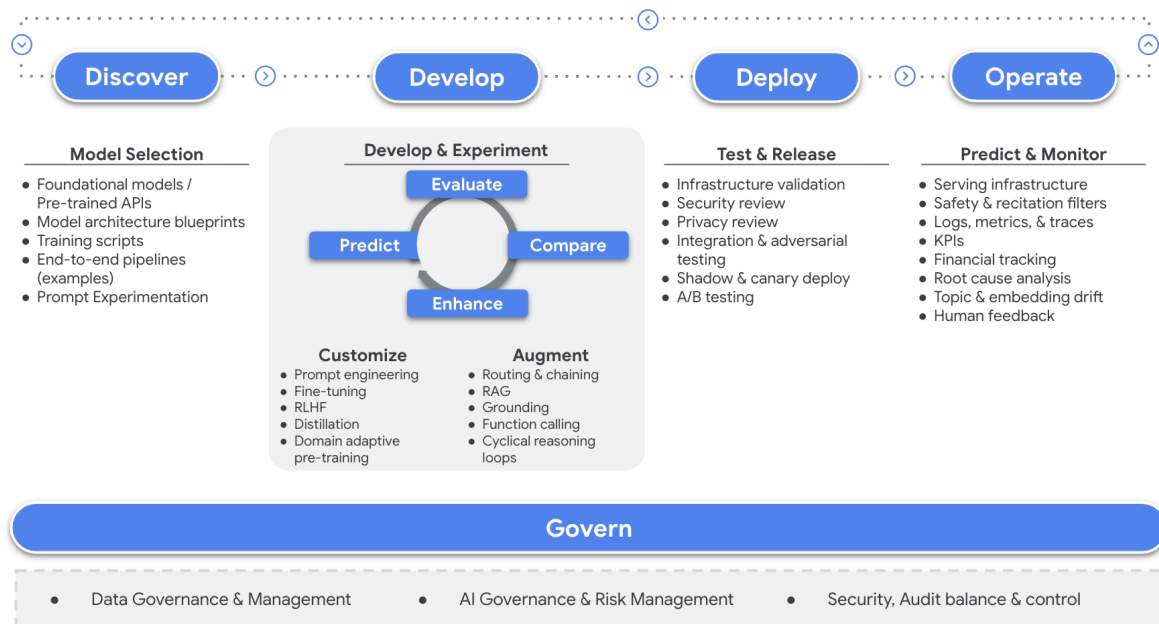 Discover
Develop
Deploy
Operate
Model Selection
• Foundational models /
Pre-trained APIs
• Model architecture blueprints
• Training scripts
• End-to-end pipelines
(examples)
• Prompt Experimentation
Develop & Experiment
Evaluate
Predict
Compare
Enhance
Customize
• Prompt engineering
• Fine-tuning
• RLHF
• Distillation
• Domain adaptive
pre-training
Augment
• Routing & chaining
• RAG
• Grounding
• Function calling
• Cyclical reasoning
loops
Test & Release
• Infrastructure validation
• Security review
• Privacy review
• Integration & adversarial
testing
• Shadow & canary deploy
• A/B testing
Predict & Monitor
• Serving infrastructure
• Safety & recitation filters
• Logs, metrics, & traces
• KPIs
• Financial tracking
• Root cause analysis
• Topic & embedding drift
• Human feedback
Govern
• Data Governance & Management
• AI Governance & Risk Management
• Security, Audit balance & control